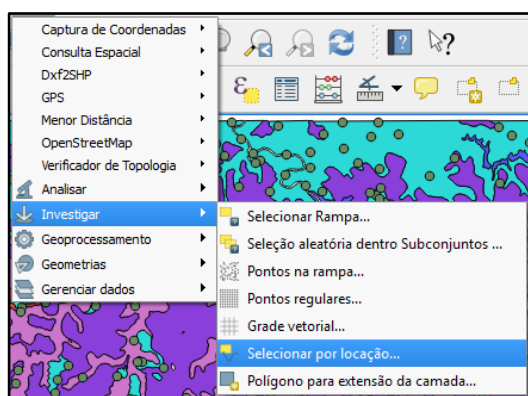 Captura de Coordenadas
Consulta Espacial
Dxf2SHP
GPS
Menor Distância
OpenStreetMap
Verificador de Topologia
Analisar
Investigar
Geoprocessamento
Geometrias
Gerenciar dados
Selecionar Rampa...
Seleção aleatória dentro Subconjuntos ...
Pontos na rampa...
Pontos regulares...
Grade vetorial...
Selecionar por locação...
Polígono para extensão da camada...